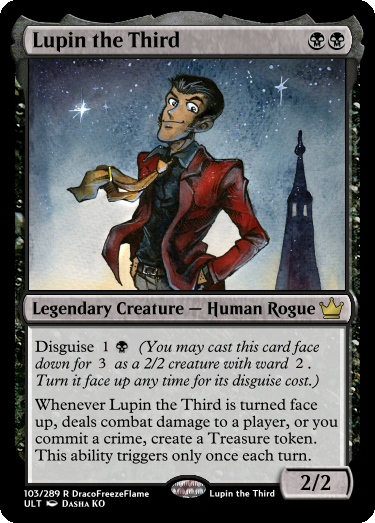 Lupin the Third
Legendary Creature — Human Rogue
Disguise 1 (You may cast this card face
down for 3 as a 2/2 creature with ward 2.
Turn it face up any time for its disguise cost.)
Whenever Lupin the Third is turned face
up, deals combat damage to a player, or you
commit a crime, create a Treasure token.
This ability triggers only once each turn.
2/2
103/289 R DracoFreezeFlame
Lupin the Third
ULT Dasha KO